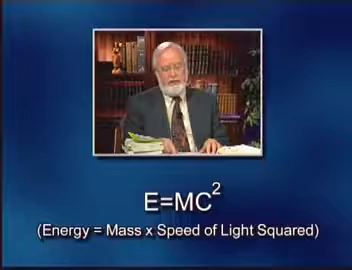 E=MC²
(Energy = Mass x Speed of Light Squared)